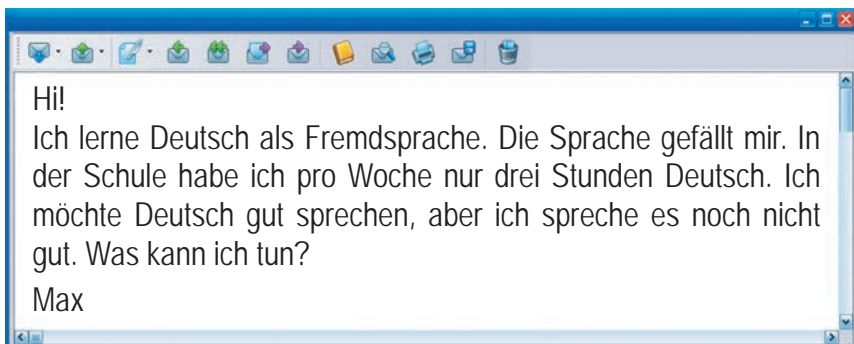 Hi!
Ich lerne Deutsch als Fremdsprache. Die Sprache gefällt mir. In
der Schule habe ich pro Woche nur drei Stunden Deutsch. Ich
möchte Deutsch gut sprechen, aber ich spreche es noch nicht
gut. Was kann ich tun?
Max